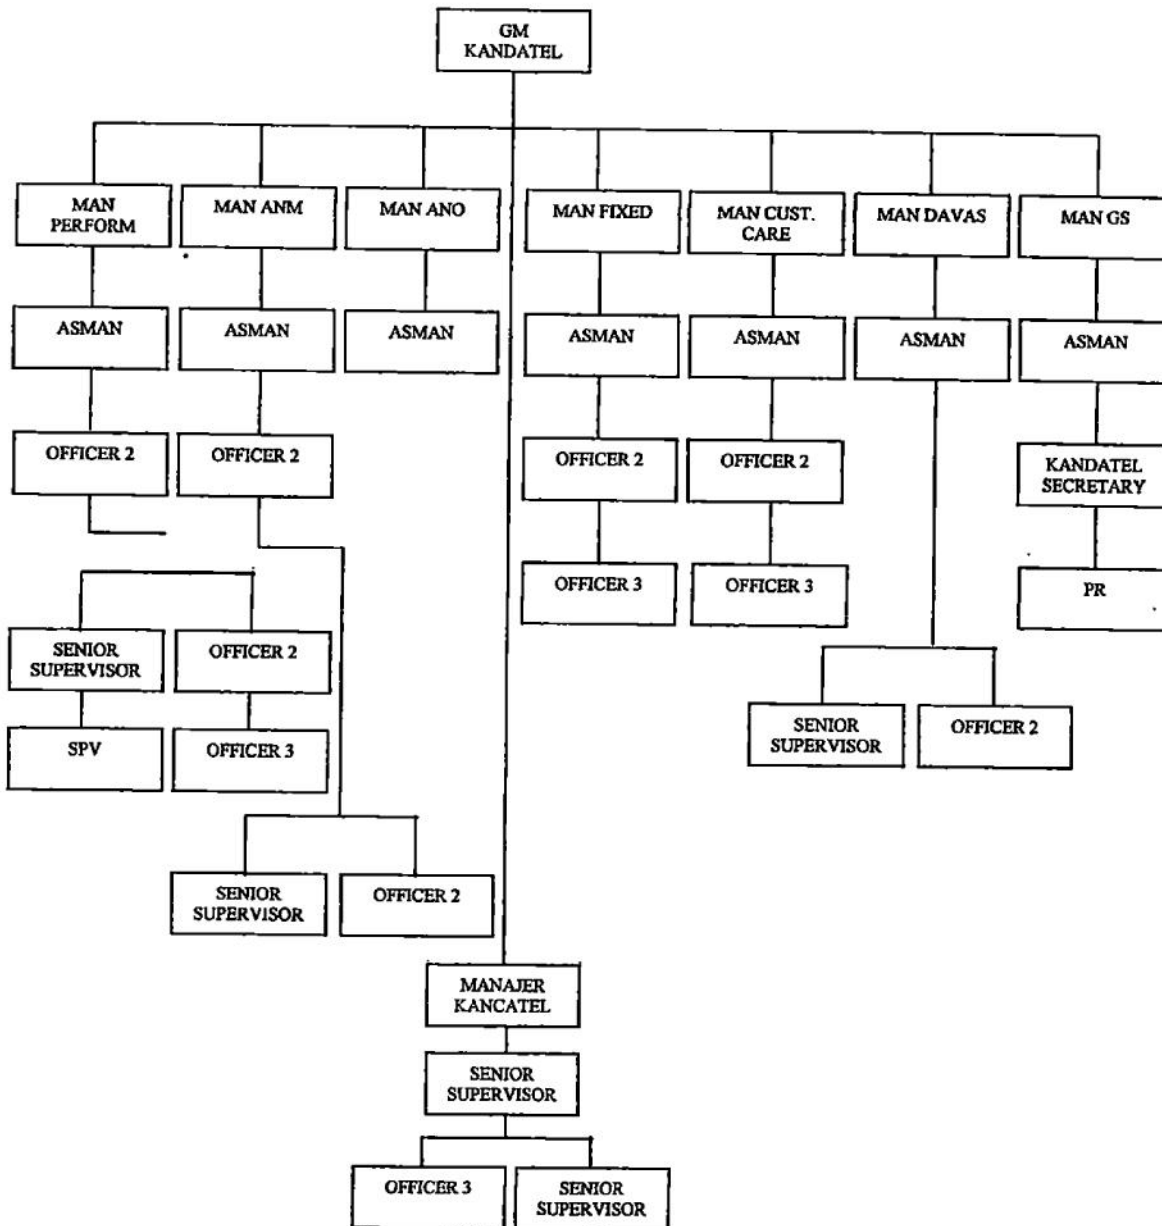 GM
KANDATEL
MAN
PERFORM
MAN ANM
MAN ANO
MAN FIXED
MAN CUST.
CARE
MAN DAVAS
MAN GS
ASMAN
ASMAN
ASMAN
ASMAN
ASMAN
ASMAN
ASMAN
OFFICER 2
OFFICER 2
OFFICER 2
OFFICER 2
KANDATEL
SECRETARY
OFFICER 3
OFFICER 3
PR
SENIOR
SUPERVISOR
OFFICER 2
SPV
OFFICER 3
SENIOR
SUPERVISOR
OFFICER 2
SENIOR
SUPERVISOR
OFFICER 2
MANAJER
KANCATEL
SENIOR
SUPERVISOR
OFFICER 3
SENIOR
SUPERVISOR